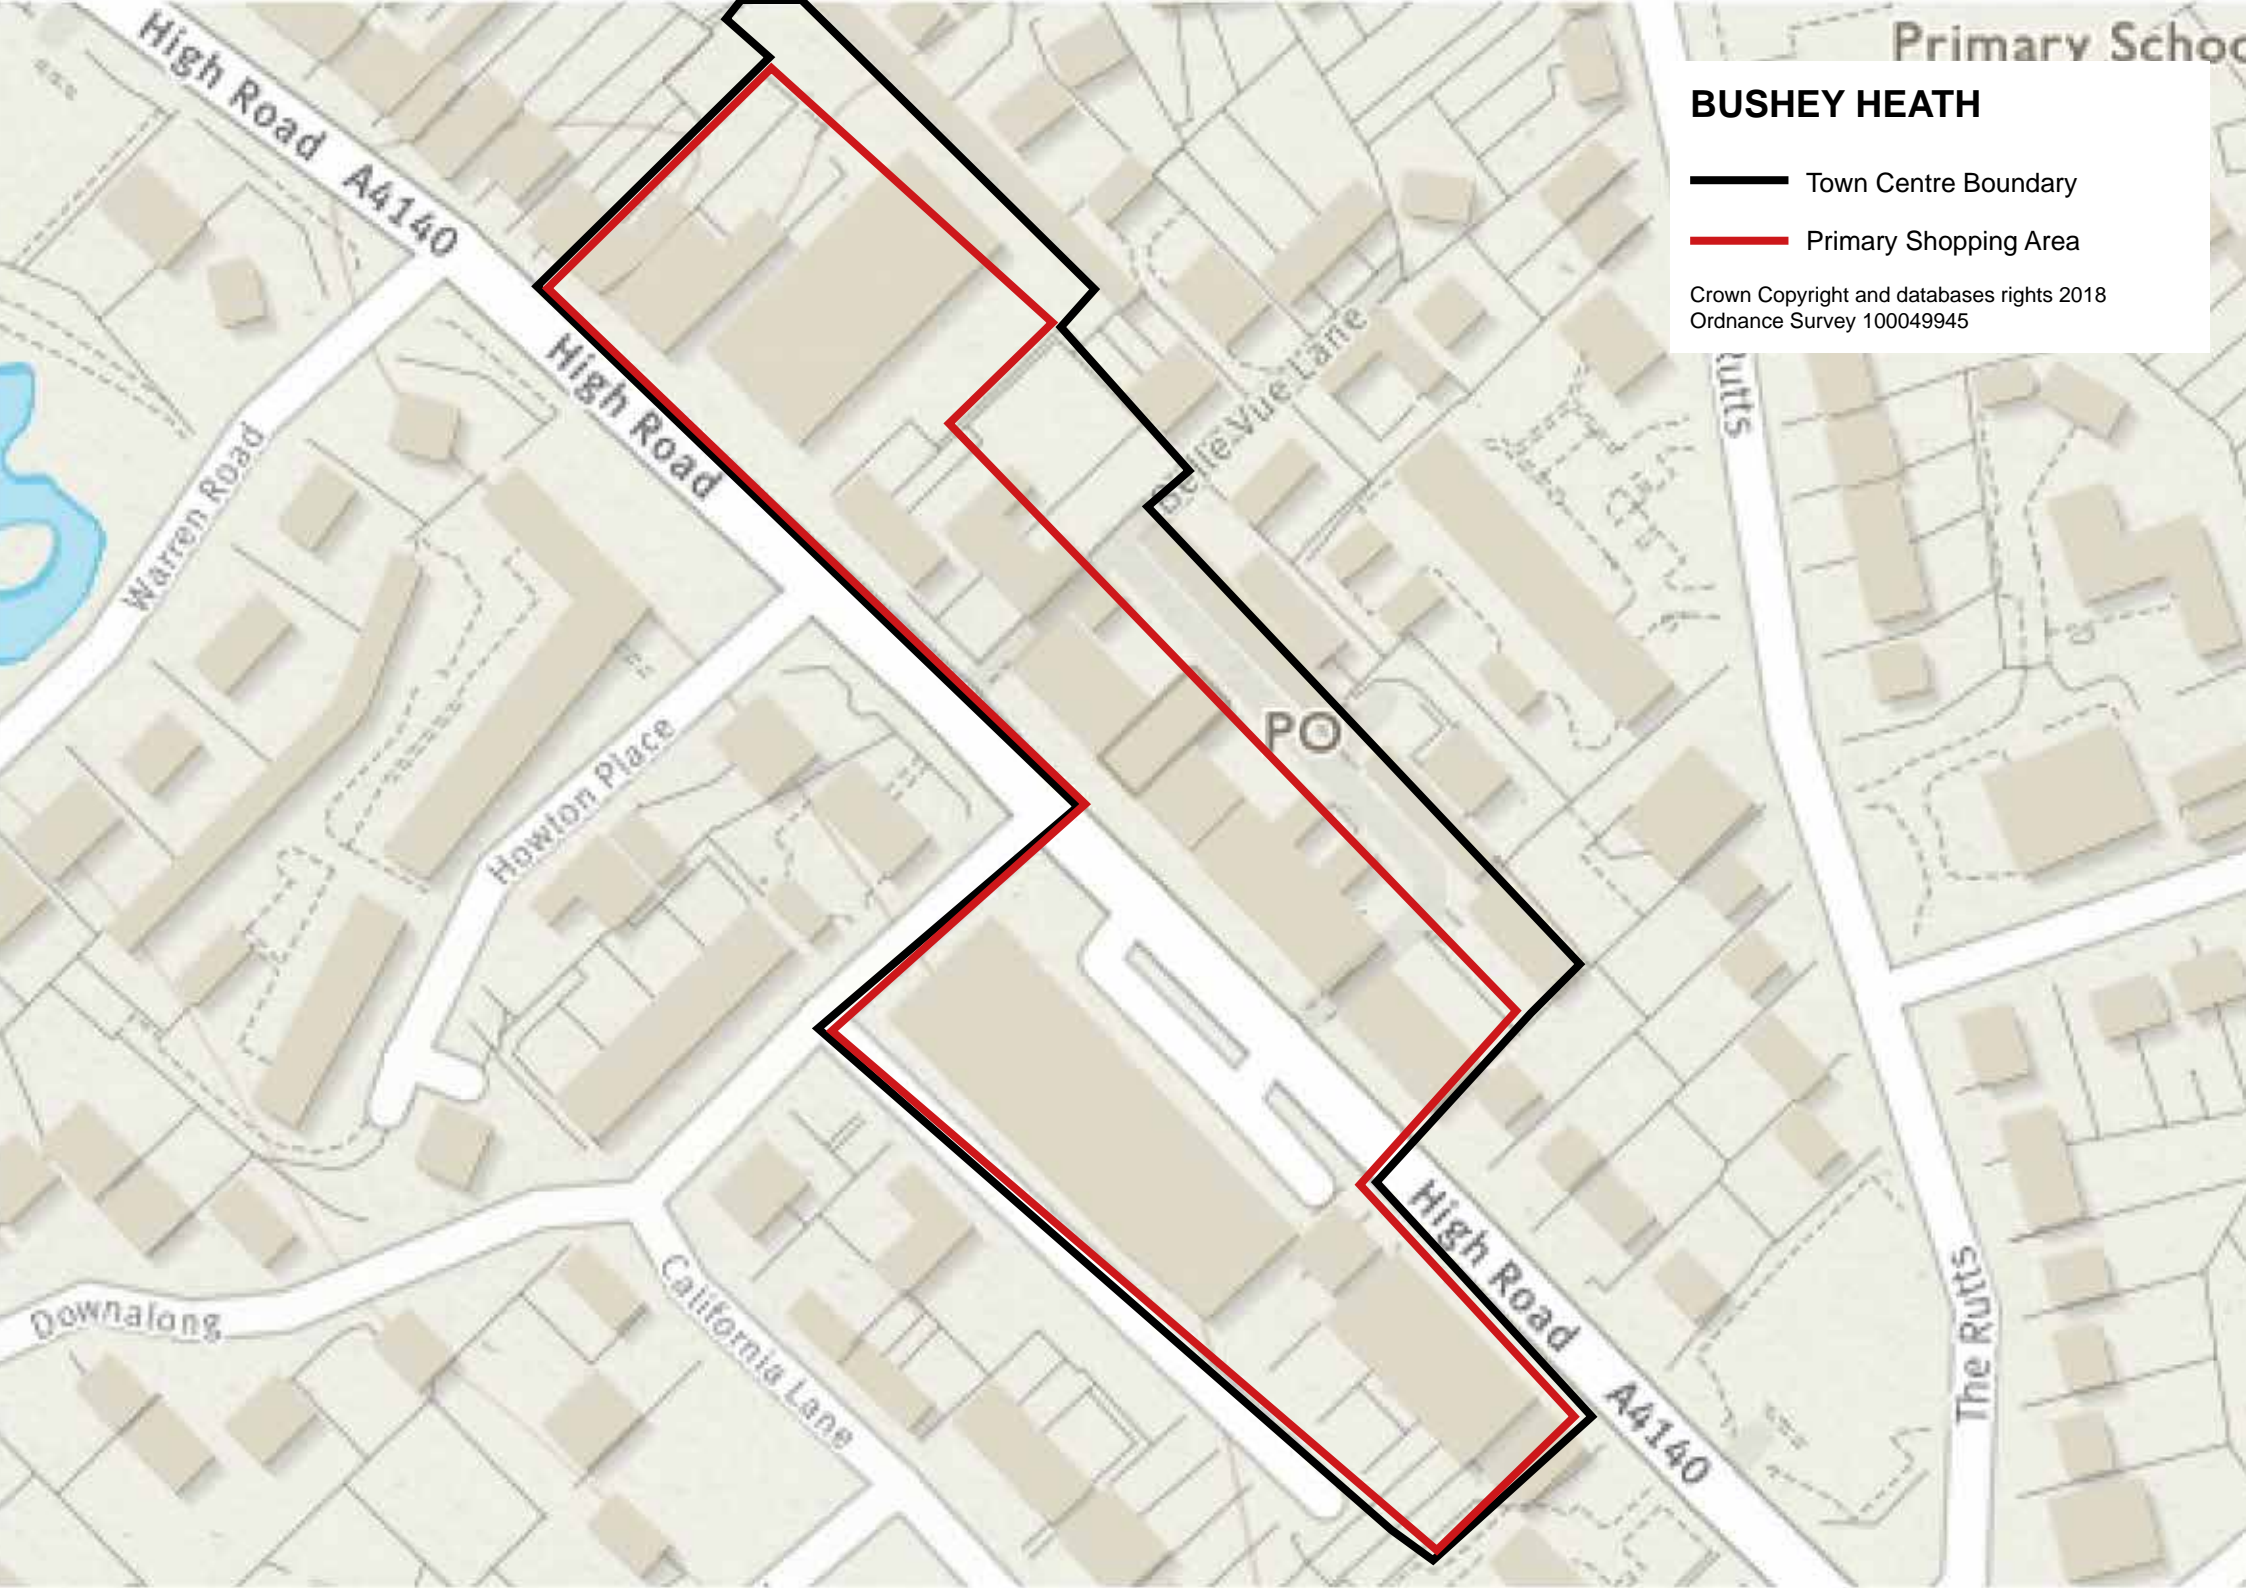 Primary Schoo
BUSHEY HEATH
Town Centre Boundary
Primary Shopping Area
Crown Copyright and databases rights 2018
Ordnance Survey 100049945
High Road A4140
High Road
Warren Road
Belle Vue Lane
Rutts
PO
Howton Place
High Road
A4140
The Rutts
Downalong
California Lane